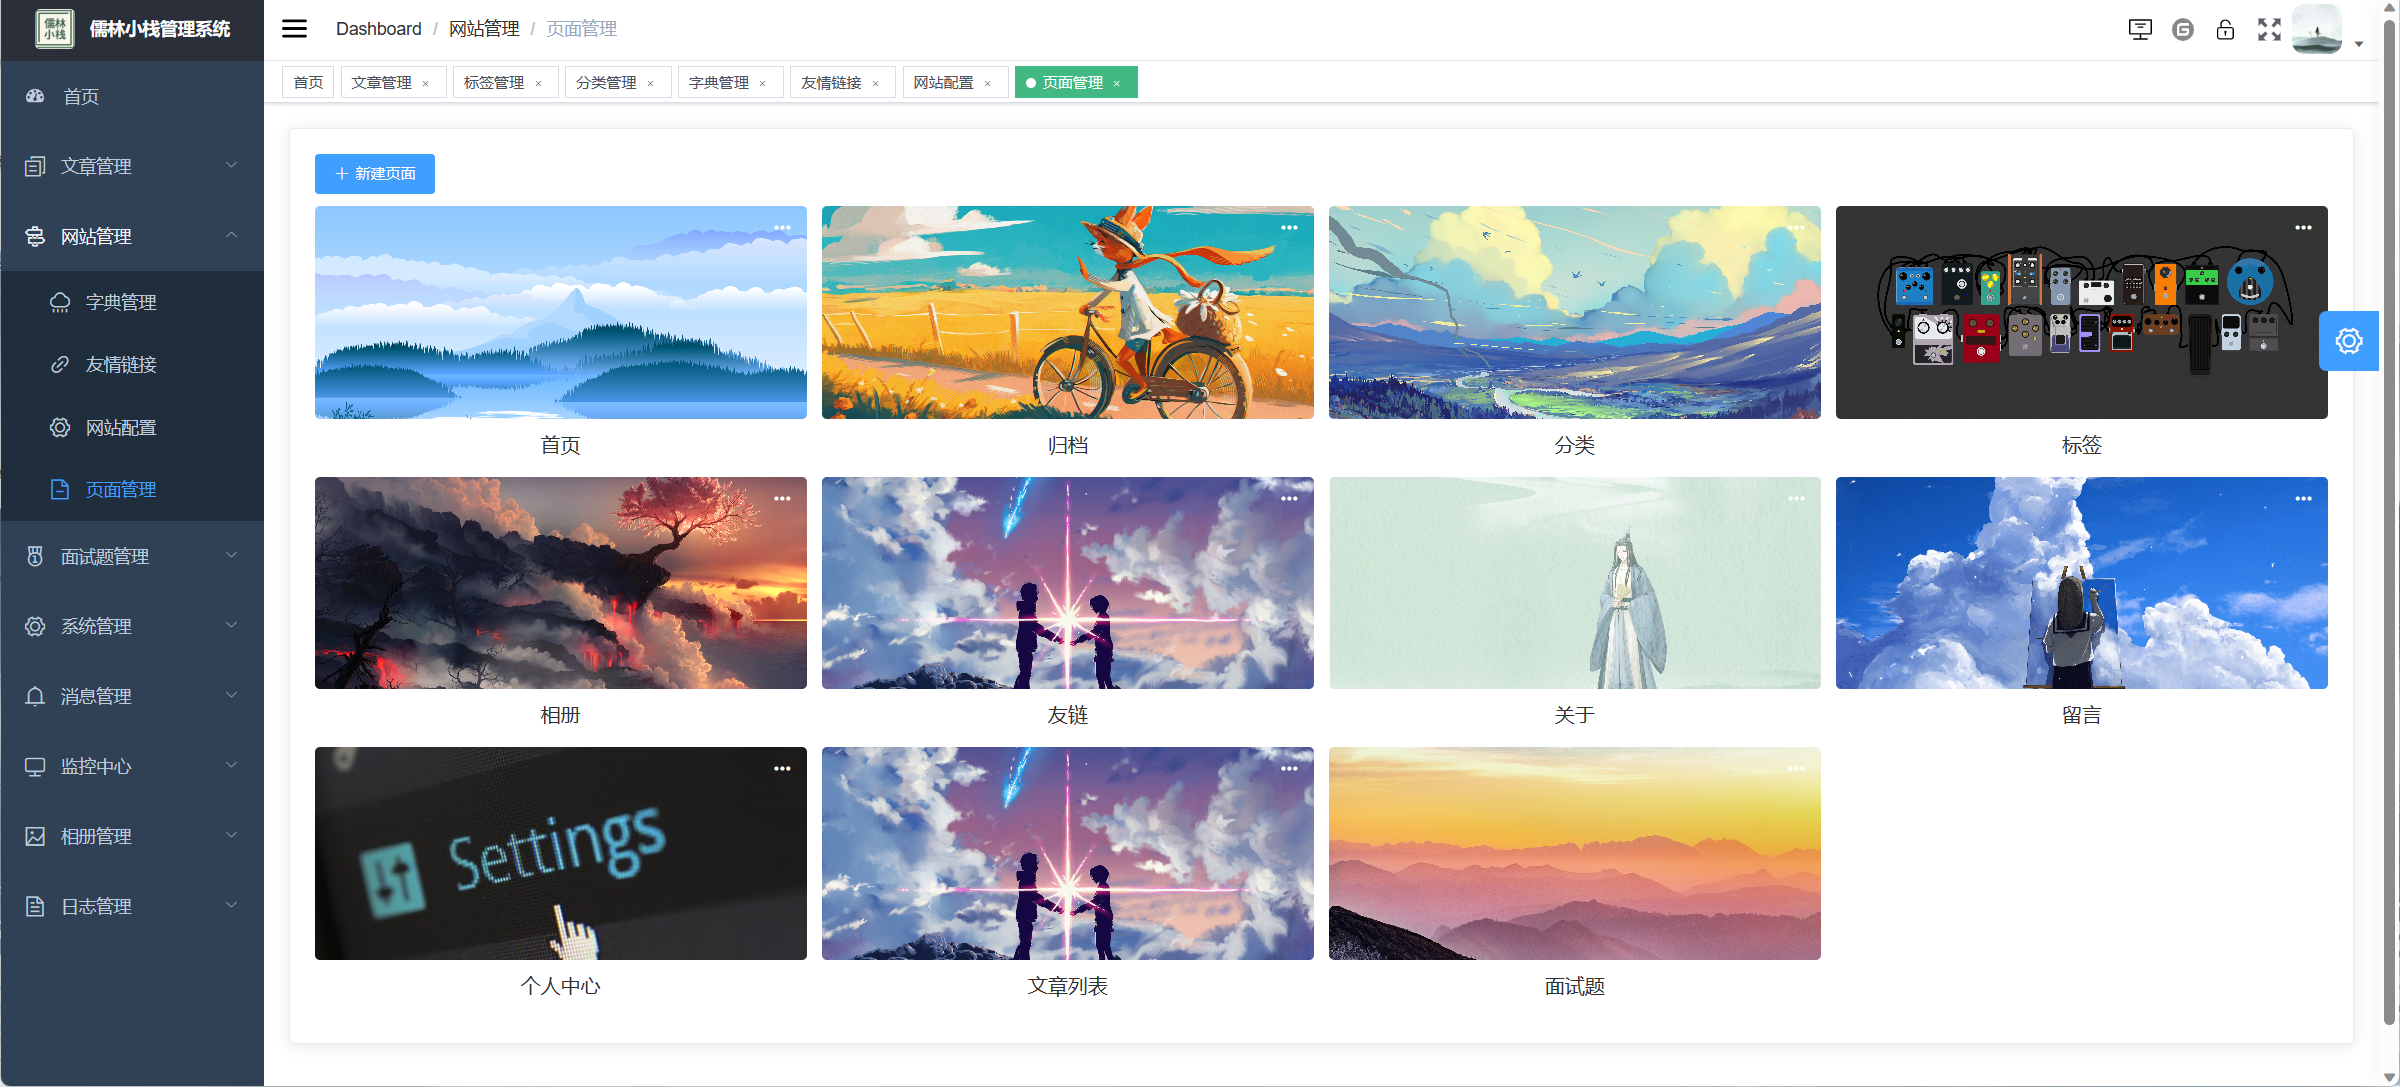 儒林
小栈
儒林小栈管理系统
Dashboard / 网站管理 / 页面管理
首页
文章管理 ×
标签管理 ×
分类管理 ×
字典管理 ×
友情链接 ×
网站配置 ×
页面管理 ×
首页
文章管理
网站管理
字典管理
友情链接
网站配置
页面管理
面试题管理
系统管理
消息管理
监控中心
相册管理
日志管理
+ 新建页面
首页
归档
分类
标签
相册
友链
关于
留言
Settings
个人中心
文章列表
面试题